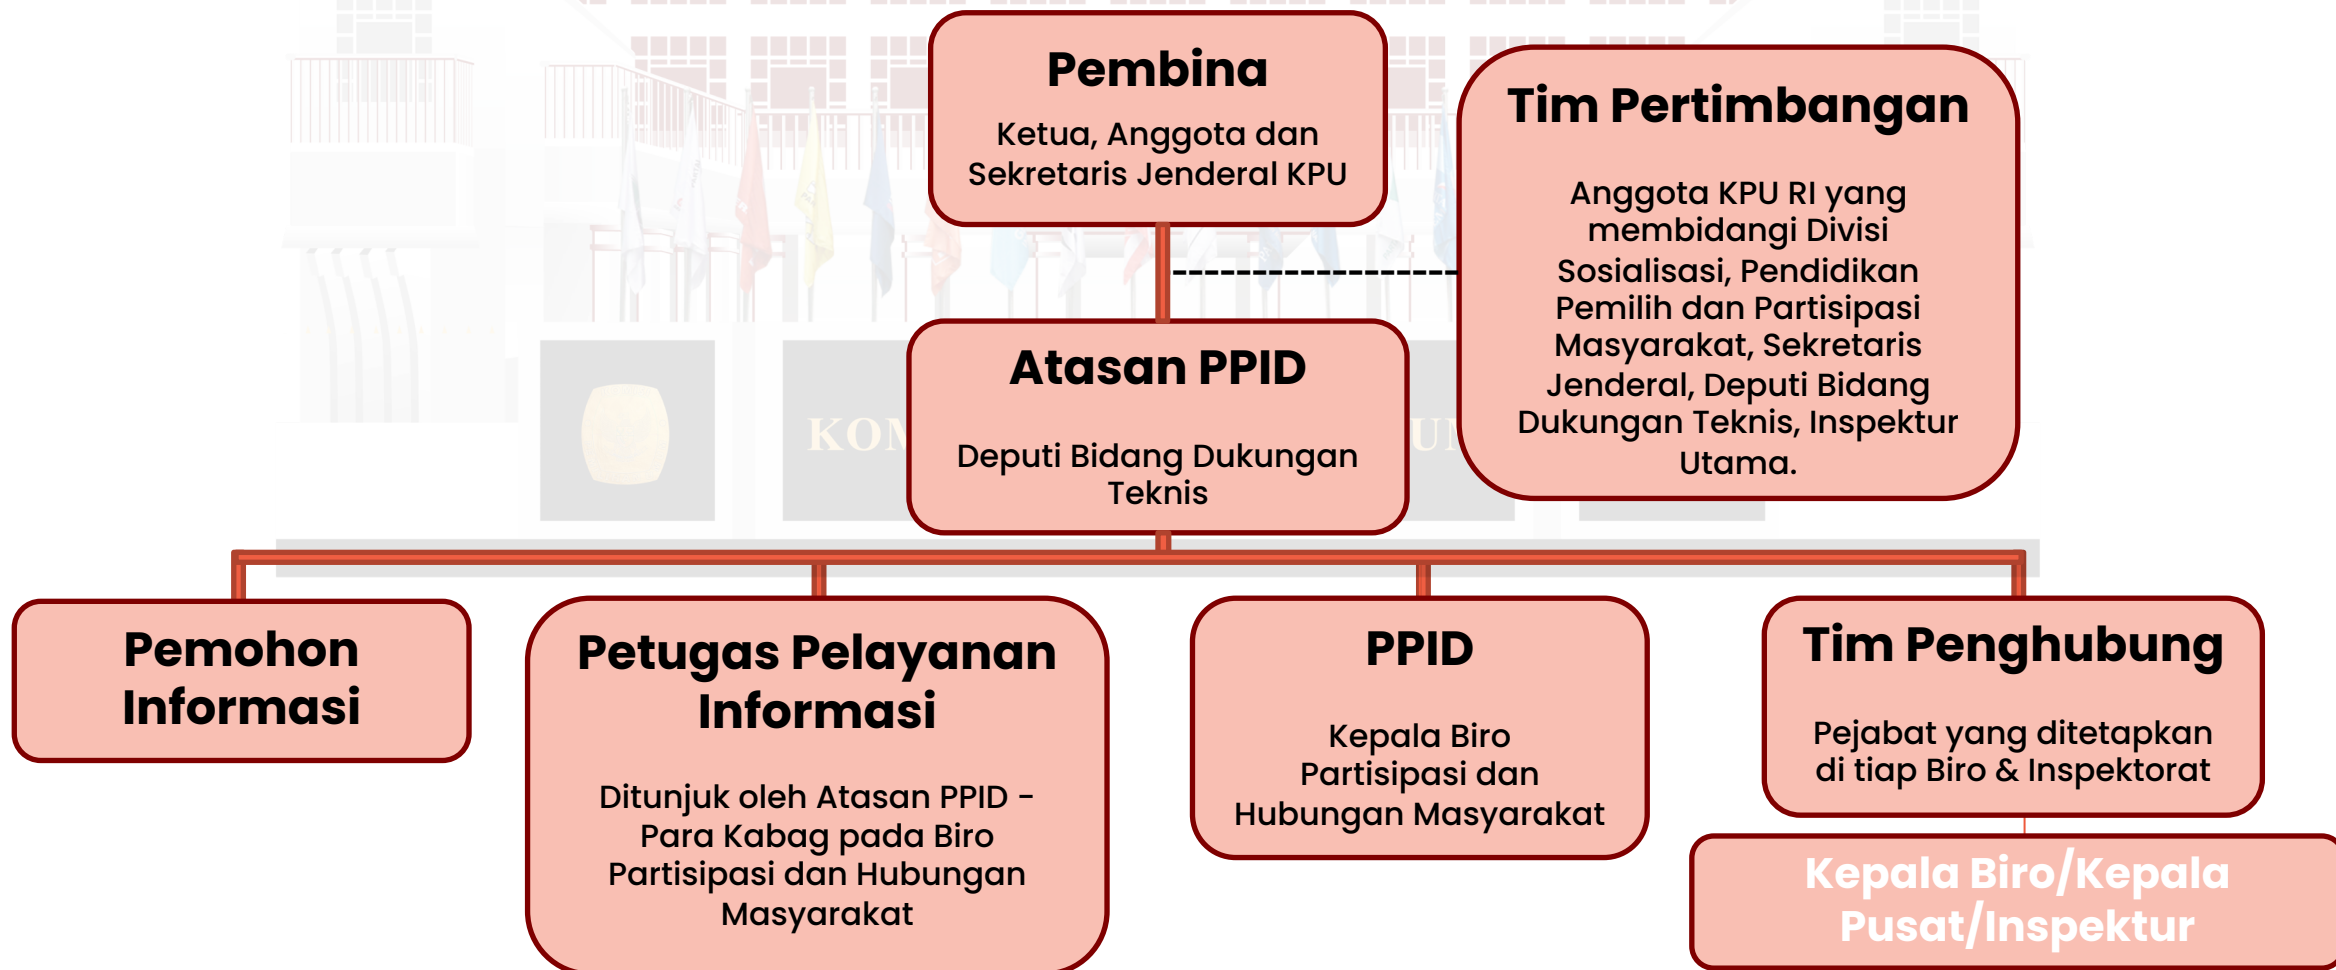 Pembina
Ketua, Anggota dan
Sekretaris Jenderal KPU
Tim Pertimbangan
Anggota KPU RI yang
membidangi Divisi
Sosialisasi, Pendidikan
Pemilih dan Partisipasi
Masyarakat, Sekretaris
Jenderal, Deputi Bidang
Dukungan Teknis, Inspektur
Utama.
Atasan PPID
Deputi Bidang Dukungan
Teknis
Pemohon
Informasi
Petugas Pelayanan
Informasi
Ditunjuk oleh Atasan PPID -
Para Kabag pada Biro
Partisipasi dan Hubungan
Masyarakat
PPID
Kepala Biro
Partisipasi dan
Hubungan Masyarakat
Tim Penghubung
Pejabat yang ditetapkan
di tiap Biro & Inspektorat
Kepala Biro/Kepala
Pusat/Inspektur